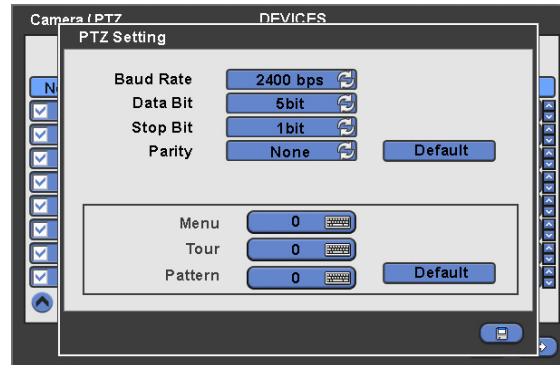 Camera / PTZ DEVICES
PTZ Setting
Baud Rate 2400 bps
Data Bit 5bit
Stop Bit 1bit
Parity None Default
Menu 0
Tour 0
Pattern 0 Default